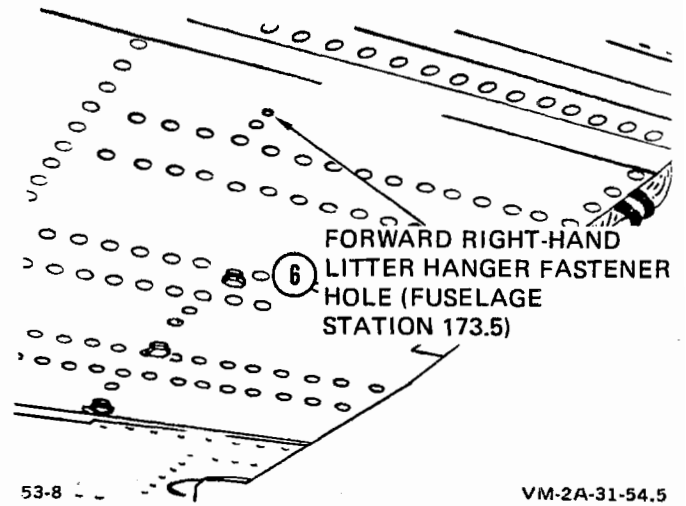 FORWARD RIGHT-HAND
6 LITTER HANGER FASTENER
HOLE (FUSELAGE
STATION 173.5)
53-8
VM-2A-31-54.5